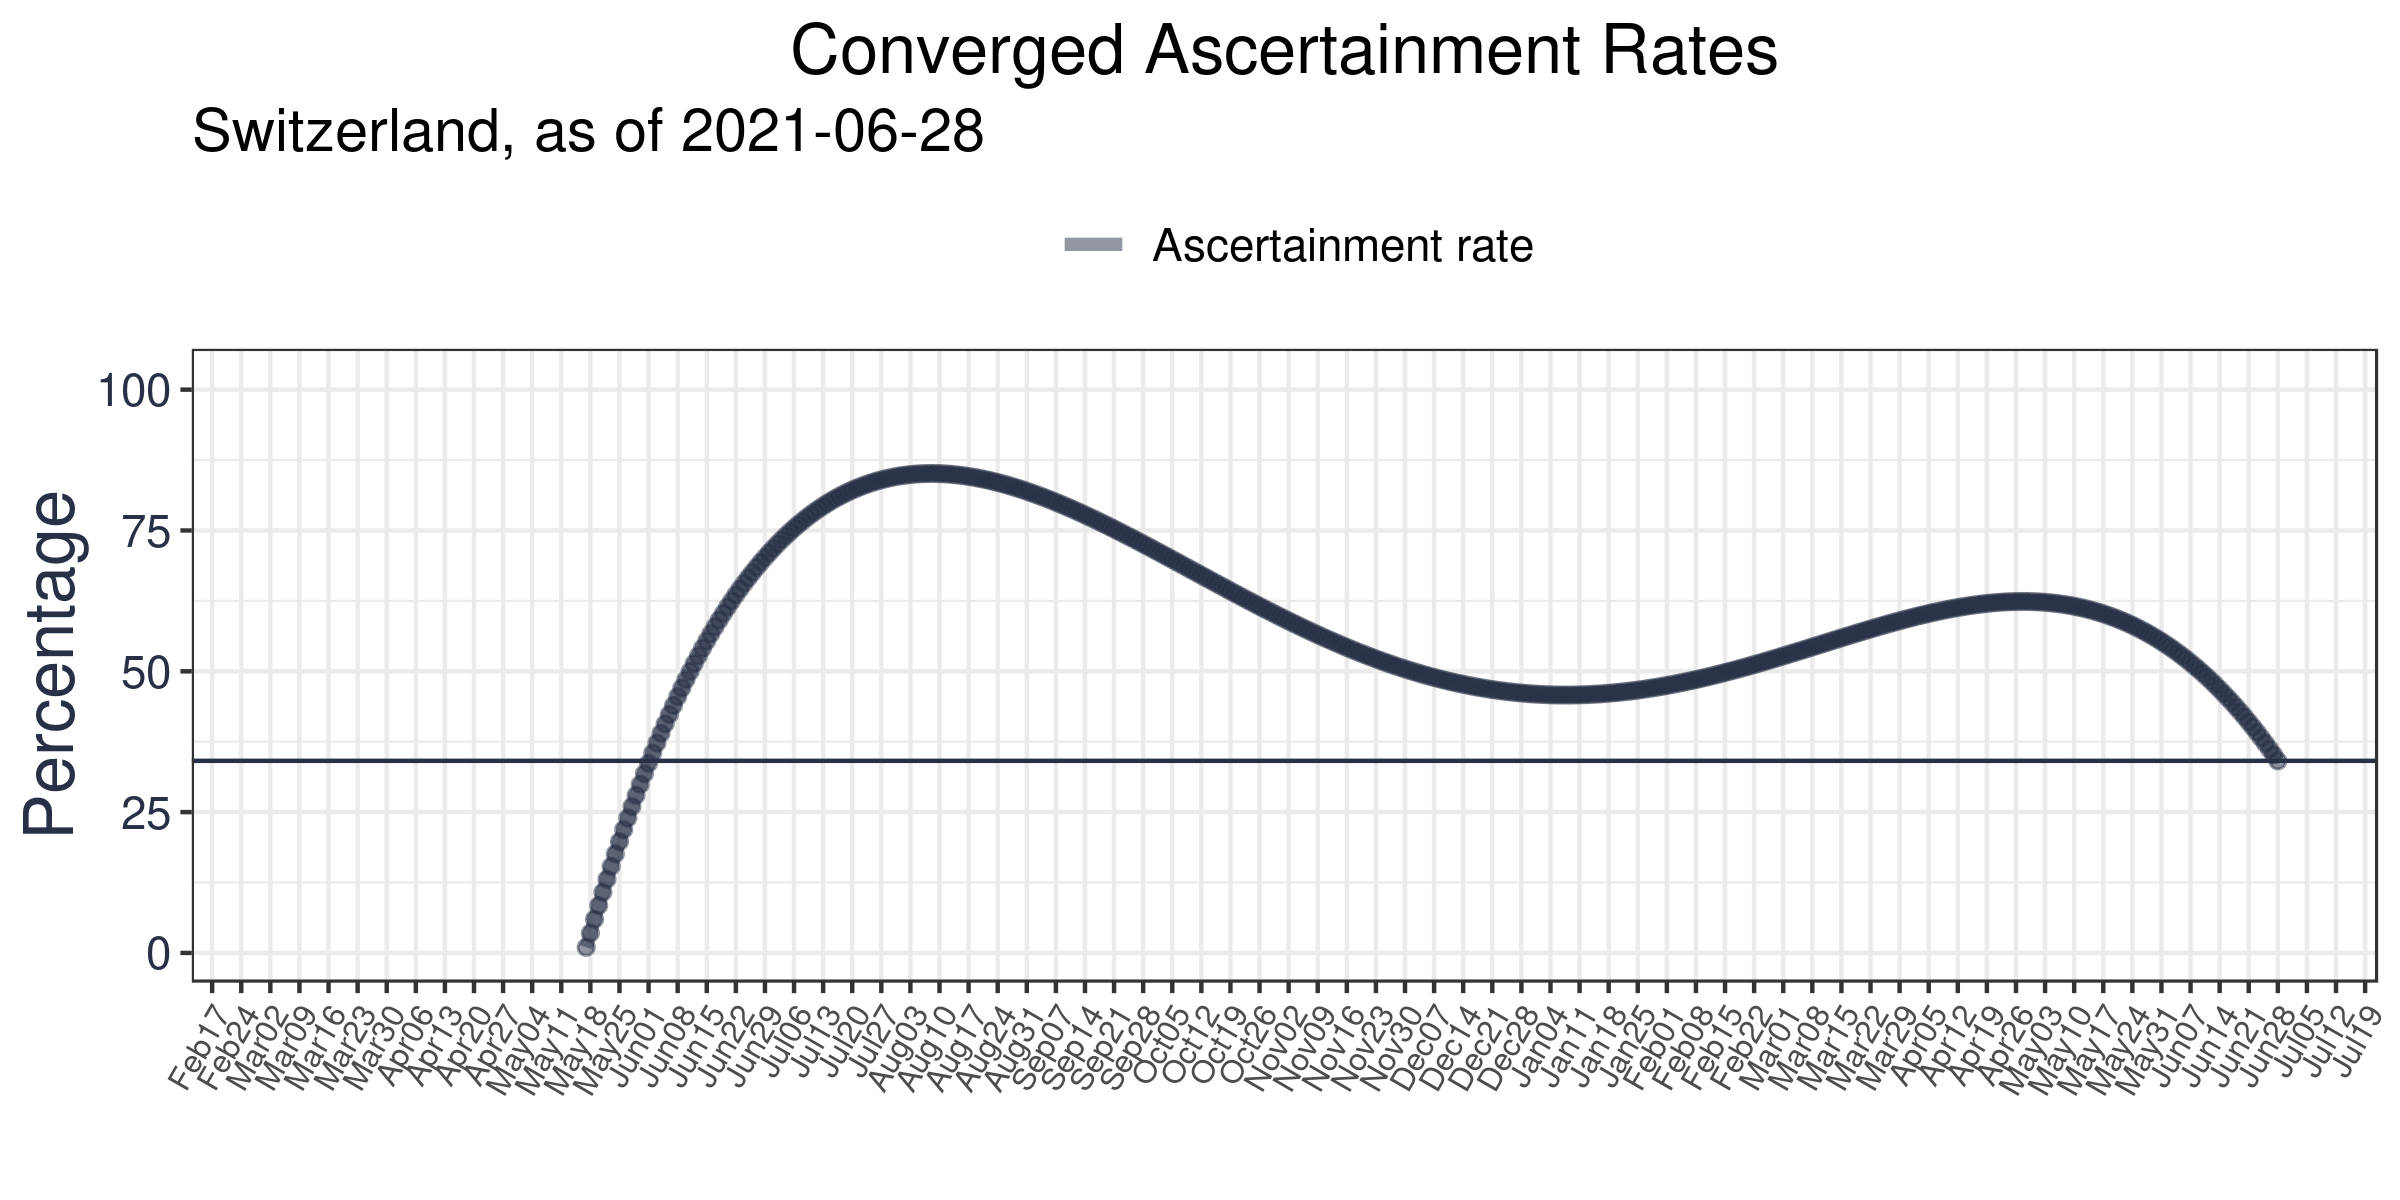 Converged Ascertainment Rates
Switzerland, as of 2021-06-28
Ascertainment rate
Percentage
100
75
50
25
0
Feb17
Feb24
Mar02
Mar09
Mar16
Mar23
Mar30
Apr06
Apr13
Apr20
Apr27
May04
May11
May18
May25
Jun01
Jun08
Jun15
Jun22
Jun29
Jul06
Jul13
Jul20
Jul27
Aug03
Aug10
Aug17
Aug24
Aug31
Sep07
Sep14
Sep21
Sep28
Oct05
Oct12
Oct19
Oct26
Nov02
Nov09
Nov16
Nov23
Nov30
Dec07
Dec14
Dec21
Dec28
Jan04
Jan11
Jan18
Jan25
Feb01
Feb08
Feb15
Feb22
Mar01
Mar08
Mar15
Mar22
Mar29
Apr05
Apr12
Apr19
Apr26
May03
May10
May17
May24
May31
Jun07
Jun14
Jun21
Jun28
Jul05
Jul12
Jul19